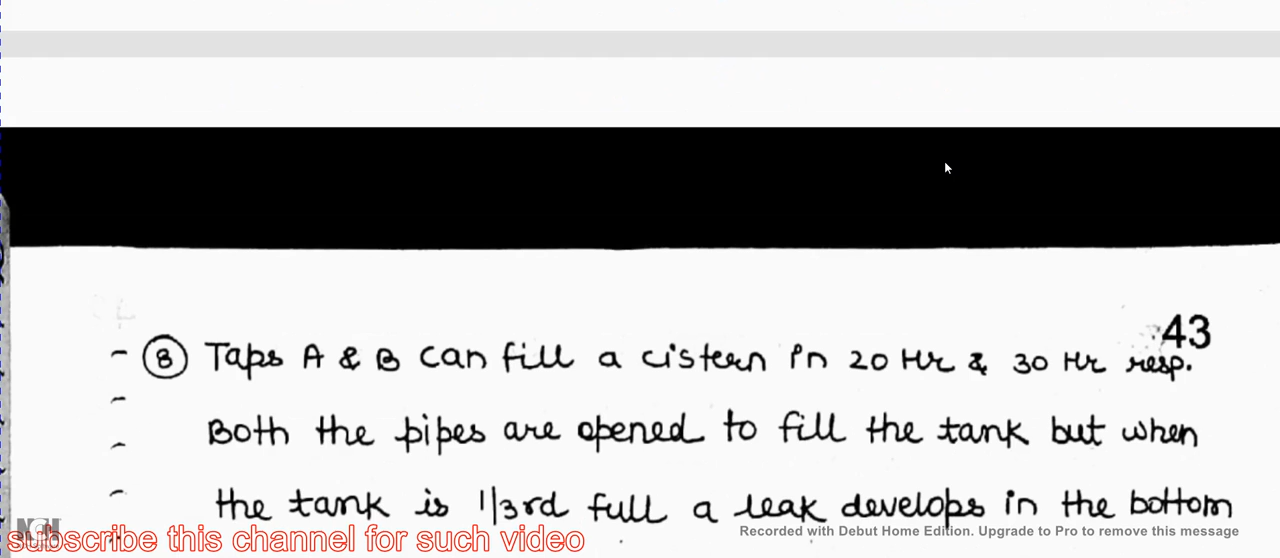 43
8 Taps A & B can fill a cistern in 20 Hr & 30 Hr resp.
Both the pipes are opened to fill the tank but when
the tank is 1/3rd full a leak develops in the bottom
Recorded with Debut Home Edition. Upgrade to Pro to remove this message
subscribe this channel for such video